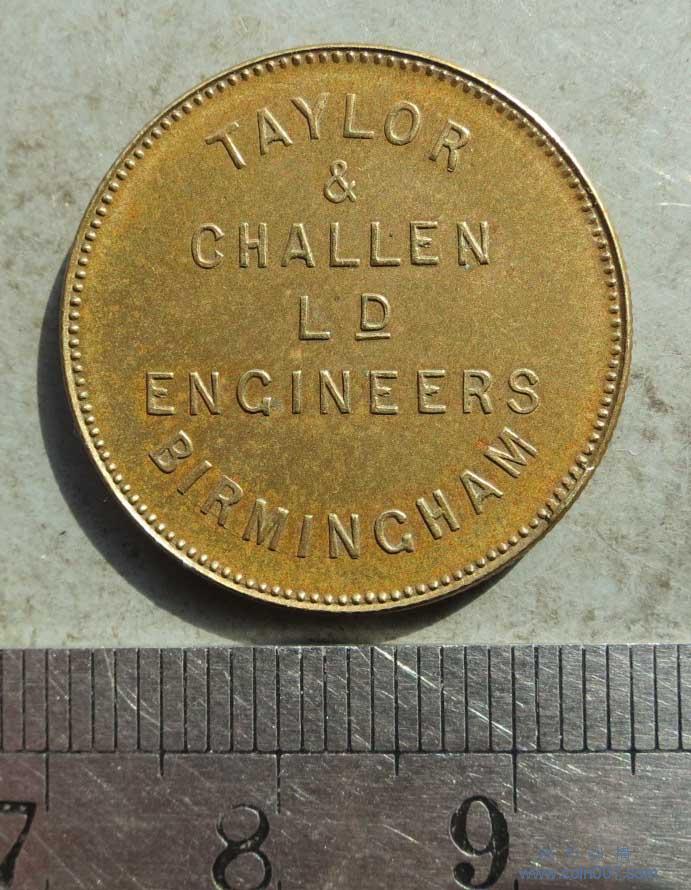 TAYLOR
&
CHALLEN
LD
ENGINEERS
BIRMINGHAM
7 8 9
www.coin001.com